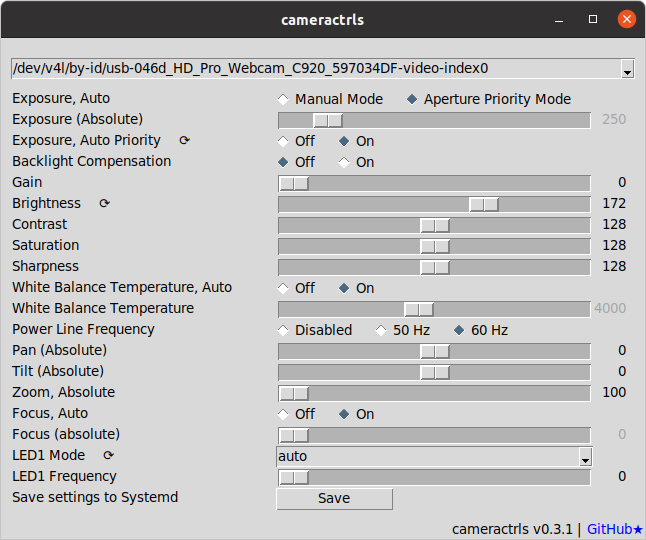 cameractrls
/dev/v4l/by-id/usb-046d_HD_Pro_Webcam_C920_597034DF-video-index0
Exposure, Auto Manual Mode Aperture Priority Mode
Exposure (Absolute) 250
Exposure, Auto Priority ⟳ Off On
Backlight Compensation Off On
Gain 0
Brightness ⟳ 172
Contrast 128
Saturation 128
Sharpness 128
White Balance Temperature, Auto Off On
White Balance Temperature 4000
Power Line Frequency Disabled 50 Hz 60 Hz
Pan (Absolute) 0
Tilt (Absolute) 0
Zoom, Absolute 100
Focus, Auto Off On
Focus (absolute) 0
LED1 Mode ⟳ auto
LED1 Frequency 0
Save settings to Systemd Save
cameractrls v0.3.1 | GitHub★